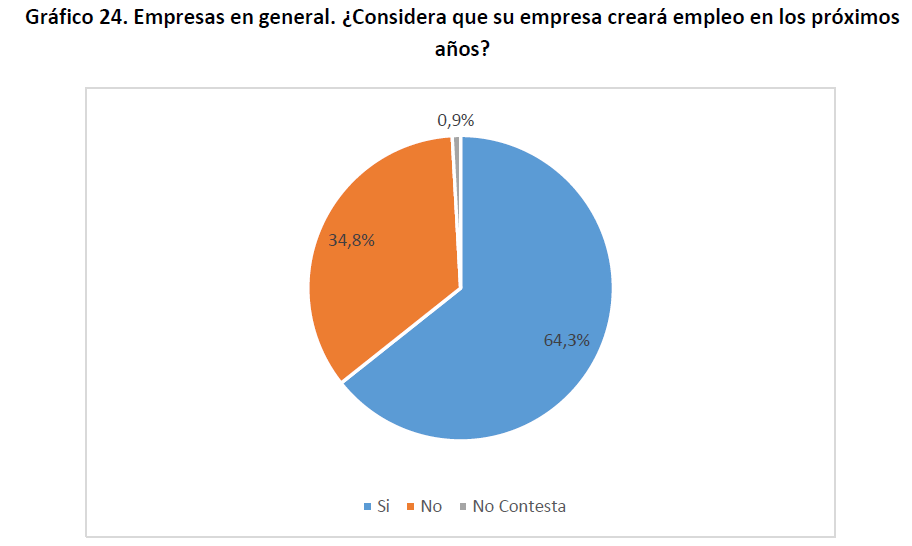 Gráfico 24. Empresas en general. ¿Considera que su empresa creará empleo en los próximos
años?
0,9%
34,8%
64,3%
Si No No Contesta